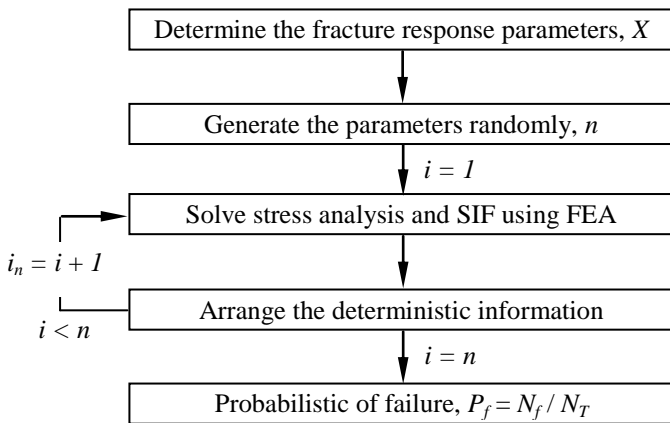 Determine the fracture response parameters, X
Generate the parameters randomly, n
i = 1
Solve stress analysis and SIF using FEA
i_n = i + 1
Arrange the deterministic information
i < n
i = n
Probabilistic of failure, P_f = N_f / N_T